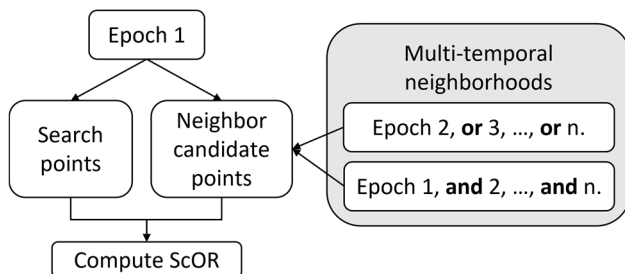 Epoch 1
Multi-temporal
neighborhoods
Search
points
Neighbor
candidate
points
Epoch 2, or 3, ..., or n.
Epoch 1, and 2, ..., and n.
Compute ScOR